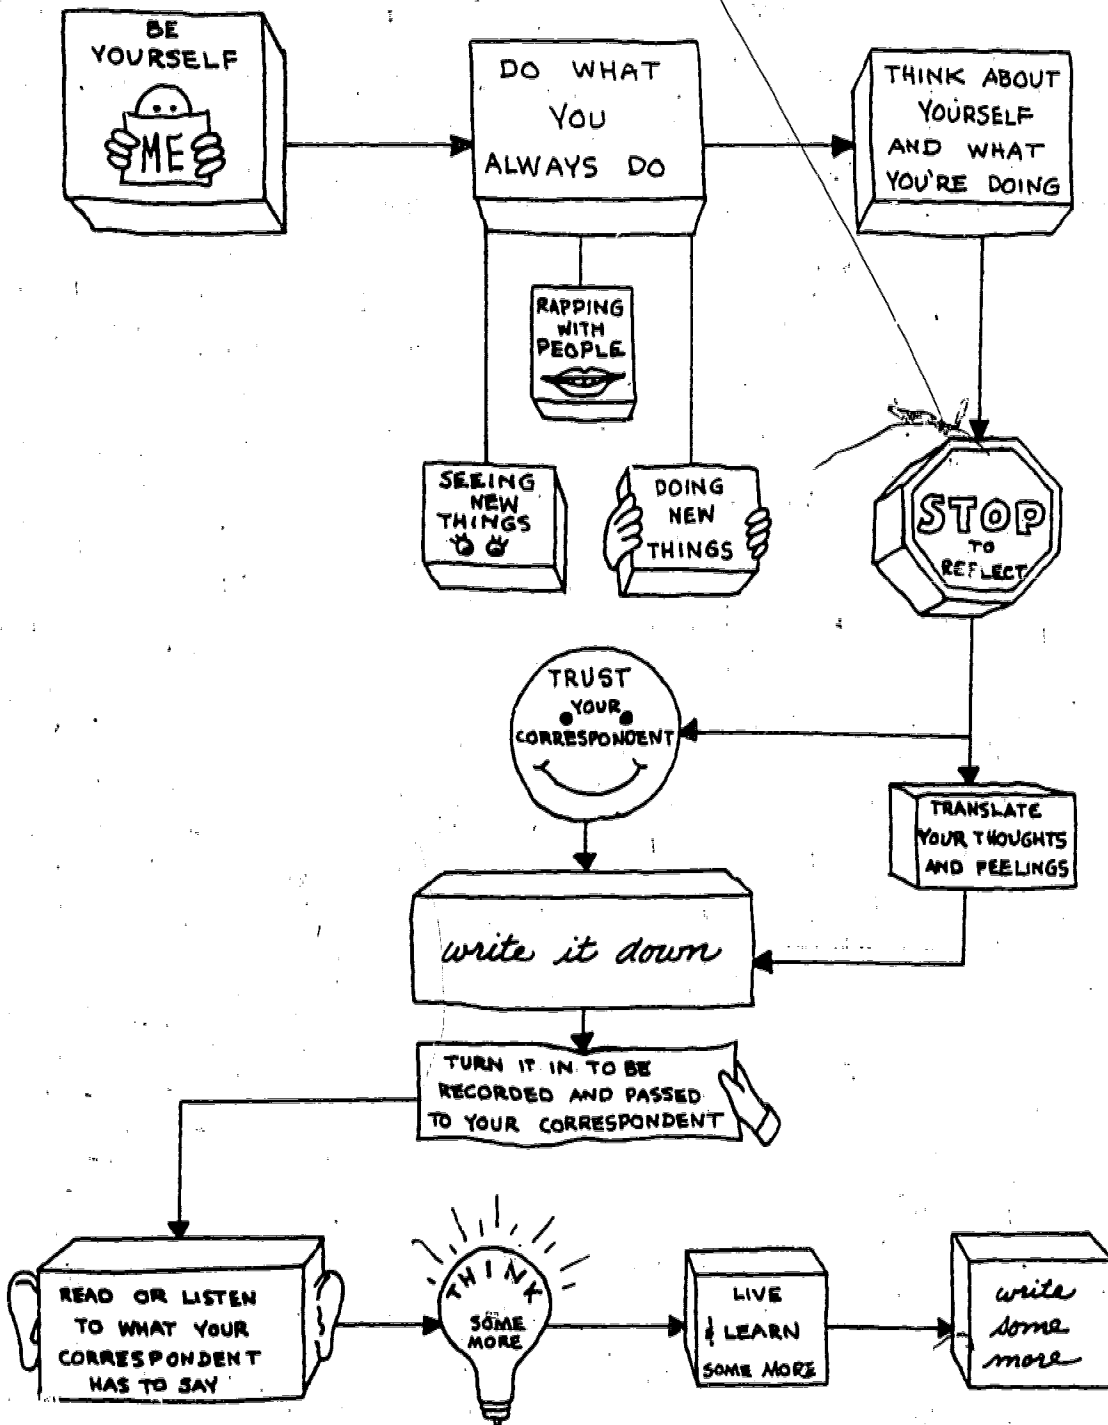 BE
YOURSELF
ME
DO WHAT
YOU
ALWAYS DO
THINK ABOUT
YOURSELF
AND WHAT
YOU'RE DOING
RAPPING
WITH
PEOPLE
SEEING
NEW
THINGS
DOING
NEW
THINGS
STOP
TO
REFLECT
TRUST
YOUR
CORRESPONDENT
TRANSLATE
YOUR THOUGHTS
AND FEELINGS
write it down
TURN IT IN TO BE
RECORDED AND PASSED
TO YOUR CORRESPONDENT
READ OR LISTEN
TO WHAT YOUR
CORRESPONDENT
HAS TO SAY
THINK
SOME
MORE
LIVE
& LEARN
SOME MORE
write
some
more